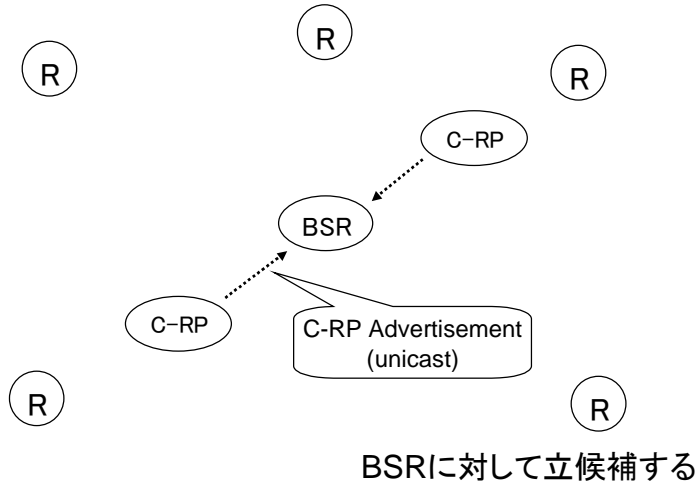 R
R
R
C-RP
BSR
C-RP
C-RP Advertisement
(unicast)
R
R
BSRに対して立候補する